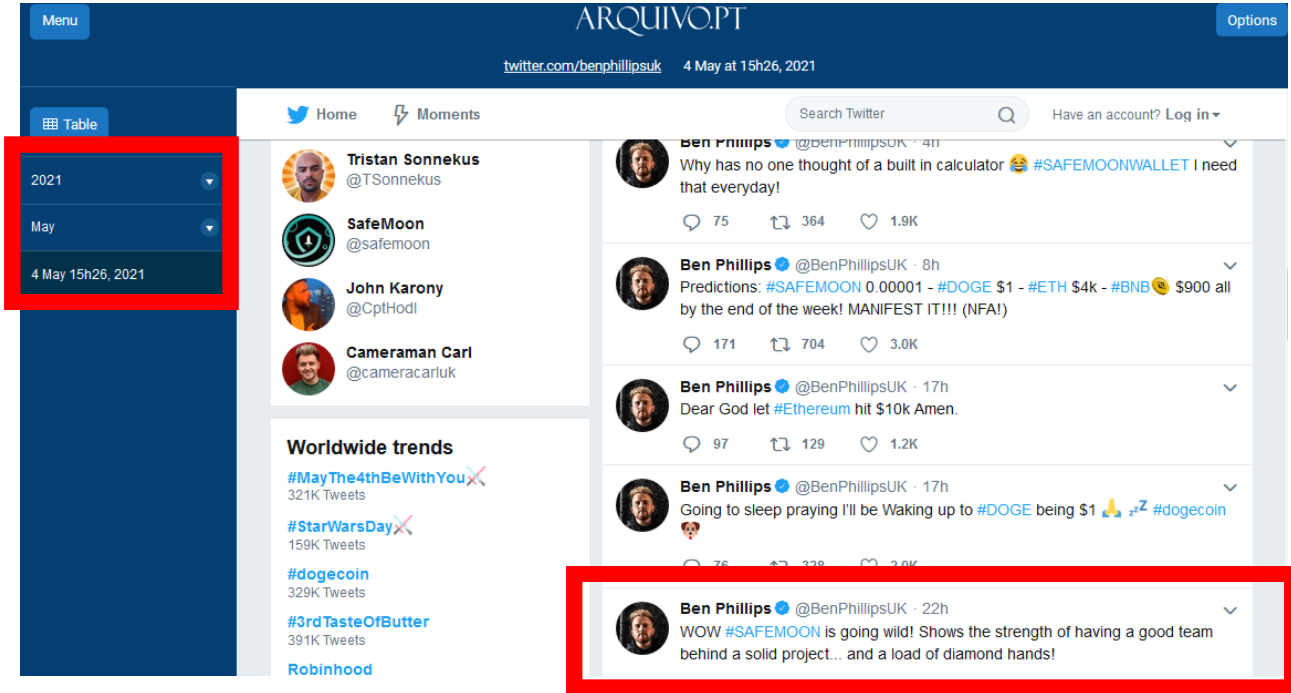 Menu
ARQUIVO.PT
Options
twitter.com/benphillipsuk 4 May at 15h26, 2021
Table
2021
May
4 May 15h26, 2021
Home Moments
Search Twitter
Have an account? Log in
Tristan Sonnekus
@TSonnekus
SafeMoon
@safemoon
John Karony
@CptHodl
Cameraman Carl
@cameracarluk
Worldwide trends
#MayThe4thBeWithYou⚔️
321K Tweets
#StarWarsDay⚔️
159K Tweets
#dogecoin
329K Tweets
#3rdTasteOfButter
391K Tweets
Robinhood
Ben Phillips @BenPhillipsUK · 4h
Why has no one thought of a built in calculator 😂 #SAFEMOONWALLET I need
that everyday!
75 364 1.9K
Ben Phillips @BenPhillipsUK · 8h
Predictions: #SAFEMOON 0.00001 - #DOGE $1 - #ETH $4k - #BNB $900 all
by the end of the week! MANIFEST IT!!! (NFA!)
171 704 3.0K
Ben Phillips @BenPhillipsUK · 17h
Dear God let #Ethereum hit $10k Amen.
97 129 1.2K
Ben Phillips @BenPhillipsUK · 17h
Going to sleep praying I'll be Waking up to #DOGE being $1 🙏 💤 #dogecoin
🐶
76 328 2.0K
Ben Phillips @BenPhillipsUK · 22h
WOW #SAFEMOON is going wild! Shows the strength of having a good team
behind a solid project... and a load of diamond hands!